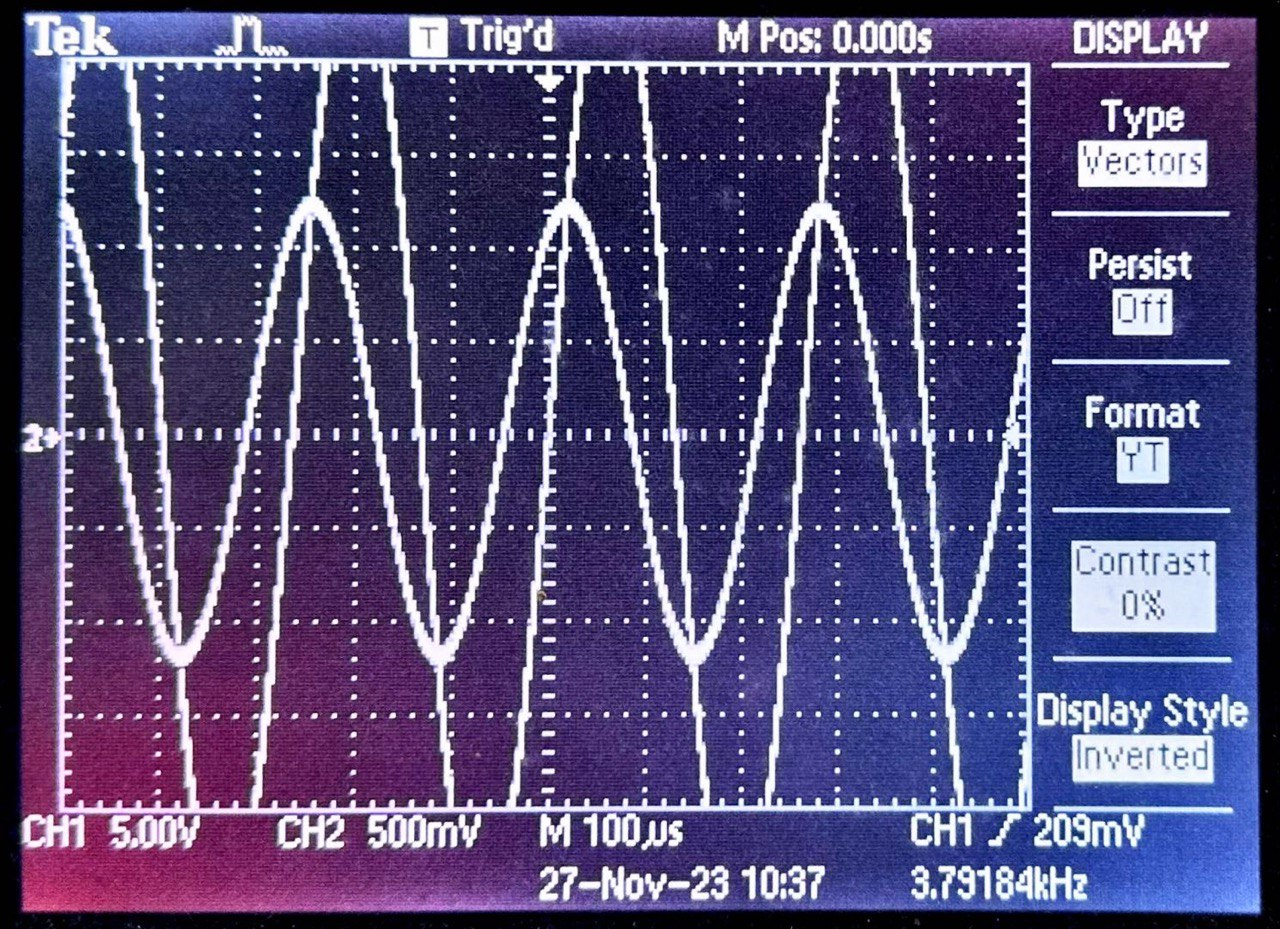 Tek T Trig'd M Pos: 0.000s DISPLAY
Type
Vectors
Persist
Off
Format
YT
2
Contrast
0%
Display Style
Inverted
CH1 5.00V CH2 500mV M 100µs CH1 209mV
27-Nov-23 10:37 3.79184kHz